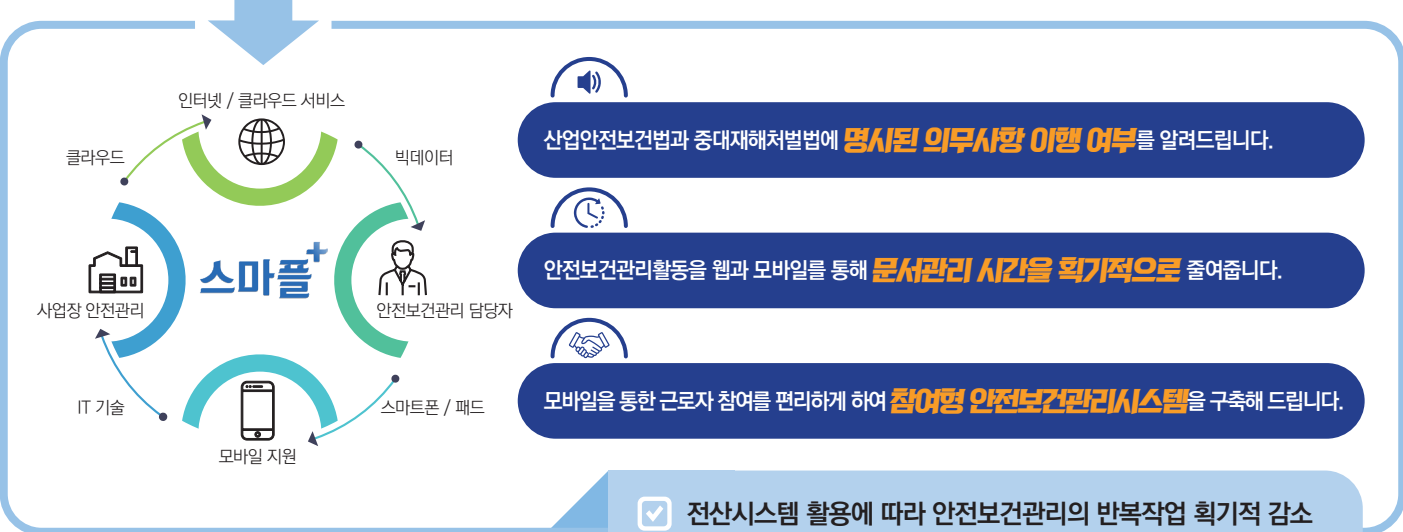 인터넷 / 클라우드 서비스
클라우드
빅데이터
스마플+
사업장 안전관리
안전보건관리 담당자
IT 기술
스마트폰 / 패드
모바일 지원
산업안전보건법과 중대재해처벌법에 명시된 의무사항 이행 여부를 알려드립니다.
안전보건관리활동을 웹과 모바일를 통해 문서관리 시간을 획기적으로 줄여줍니다.
모바일을 통한 근로자 참여를 편리하게 하여 참여형 안전보건관리시스템을 구축해 드립니다.
전산시스템 활용에 따라 안전보건관리의 반복작업 획기적 감소